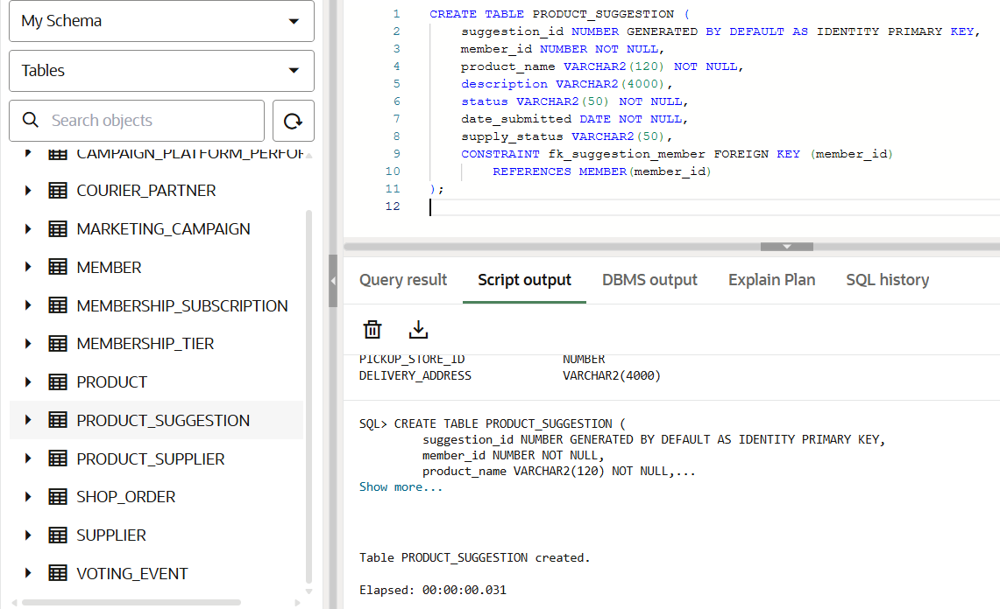 My Schema
Tables
Search objects
CAMPAIGN_PLATFORM_PERFOR
COURIER_PARTNER
MARKETING_CAMPAIGN
MEMBER
MEMBERSHIP_SUBSCRIPTION
MEMBERSHIP_TIER
PRODUCT
PRODUCT_SUGGESTION
PRODUCT_SUPPLIER
SHOP_ORDER
SUPPLIER
VOTING_EVENT
1 CREATE TABLE PRODUCT_SUGGESTION (
2 suggestion_id NUMBER GENERATED BY DEFAULT AS IDENTITY PRIMARY KEY,
3 member_id NUMBER NOT NULL,
4 product_name VARCHAR2(120) NOT NULL,
5 description VARCHAR2(4000),
6 status VARCHAR2(50) NOT NULL,
7 date_submitted DATE NOT NULL,
8 supply_status VARCHAR2(50),
9 CONSTRAINT fk_suggestion_member FOREIGN KEY (member_id)
10 REFERENCES MEMBER(member_id)
11 );
12
Query result Script output DBMS output Explain Plan SQL history
PICKUP_STORE_ID NUMBER
DELIVERY_ADDRESS VARCHAR2(4000)
SQL> CREATE TABLE PRODUCT_SUGGESTION (
suggestion_id NUMBER GENERATED BY DEFAULT AS IDENTITY PRIMARY KEY,
member_id NUMBER NOT NULL,
product_name VARCHAR2(120) NOT NULL,...
Show more...
Table PRODUCT_SUGGESTION created.
Elapsed: 00:00:00.031